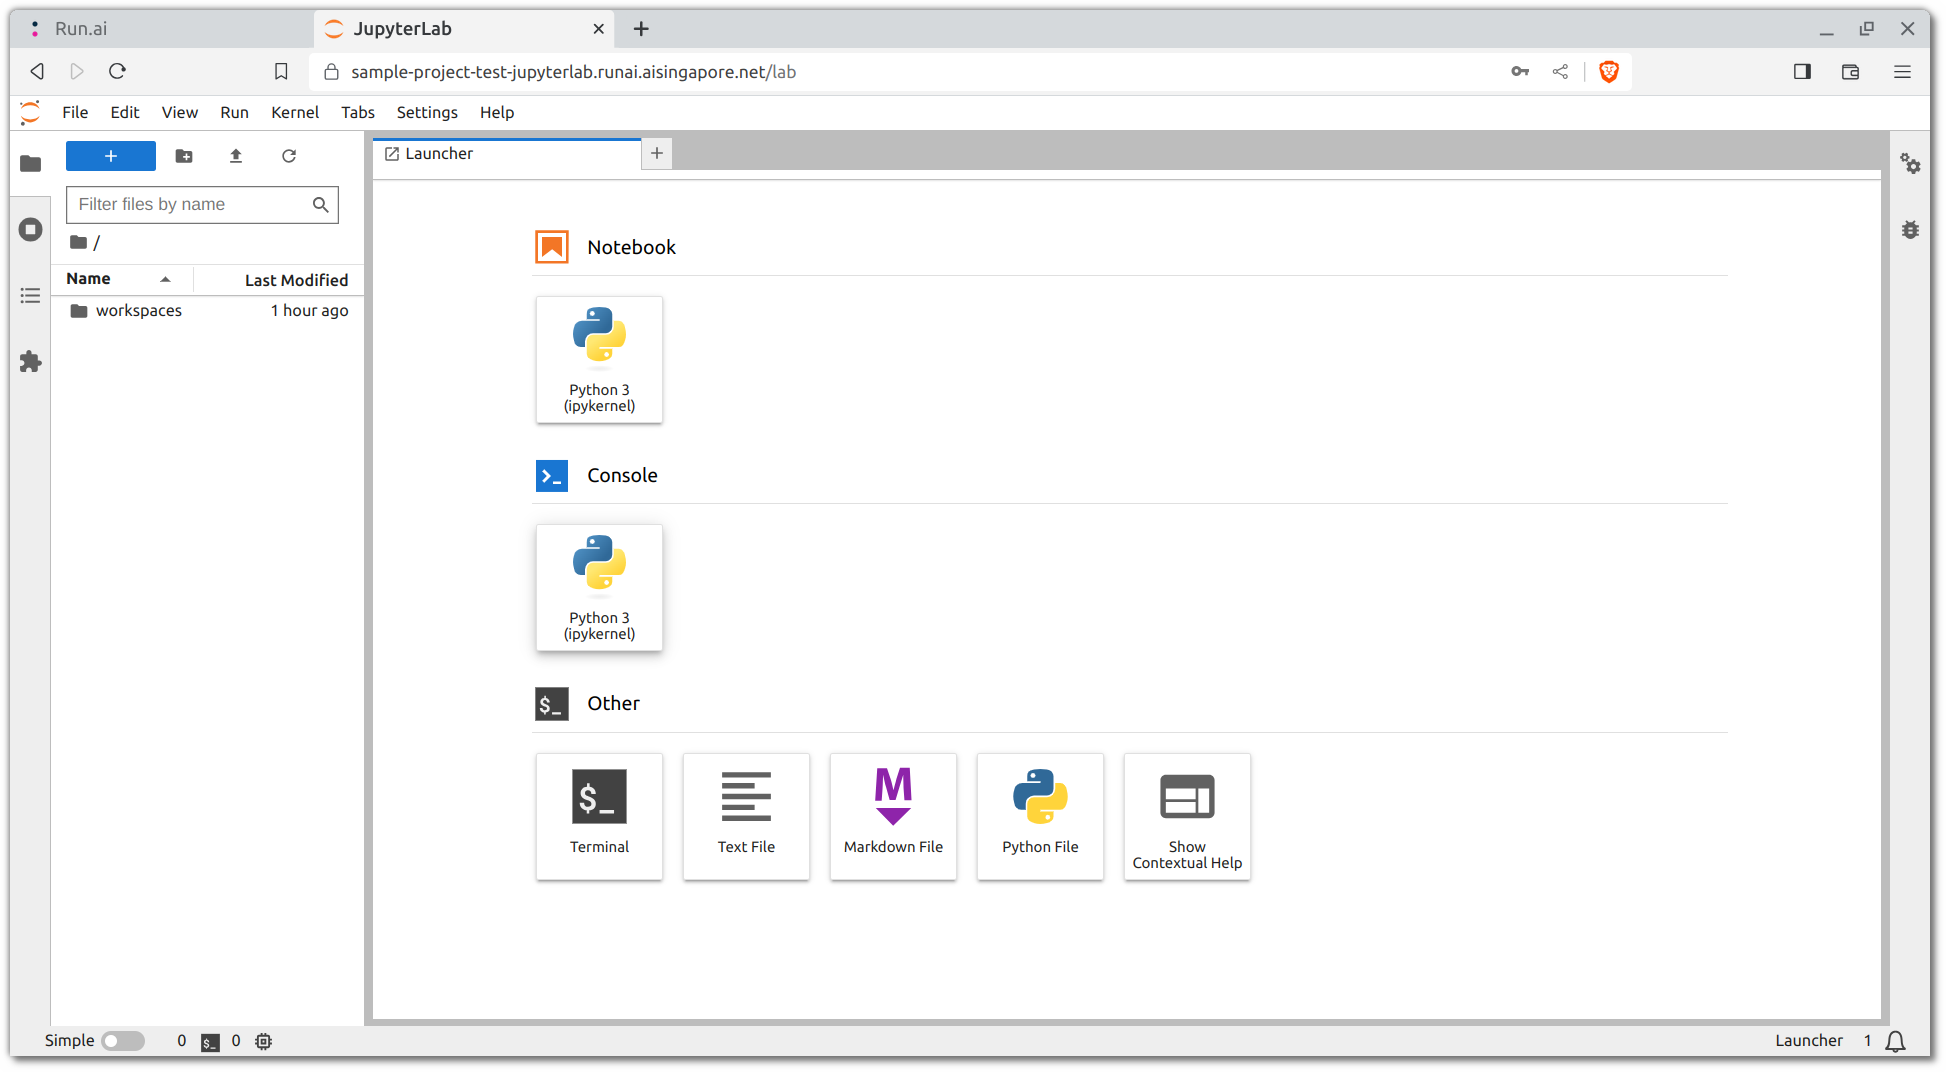 Run.ai
JupyterLab
sample-project-test-jupyterlab.runai.aisingapore.net/lab
File Edit View Run Kernel Tabs Settings Help
Launcher
Filter files by name
/
Name Last Modified
workspaces 1 hour ago
Notebook
Python 3
(ipykernel)
Console
Python 3
(ipykernel)
$_ Other
$_
M
Terminal
Text File
Markdown File
Python File
Show
Contextual Help
Simple 0 $_ 0
Launcher 1